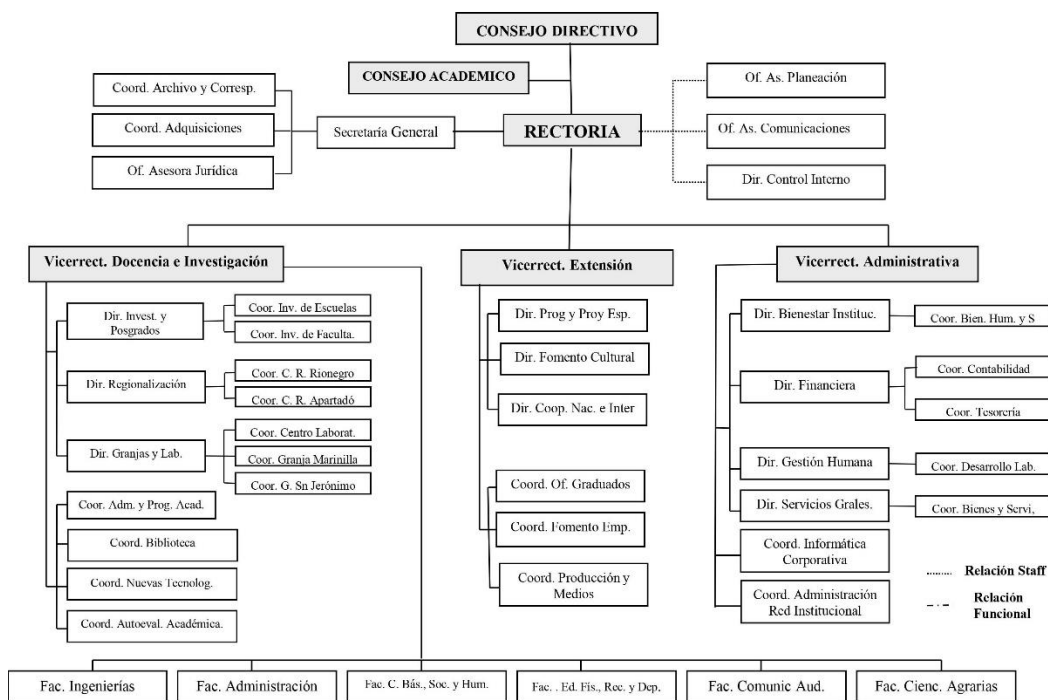 CONSEJO DIRECTIVO
CONSEJO ACADEMICO
Coord. Archivo y Corresp.
Coord. Adquisiciones
Of. Asesora Jurídica
Secretaría General
RECTORIA
Of. As. Planeación
Of. As. Comunicaciones
Dir. Control Interno
Vicerrect. Docencia e Investigación
Dir. Invest. y
Posgrados
Coor. Inv. de Escuelas
Coor. Inv. de Faculta.
Dir. Regionalización
Coor. C. R. Rionegro
Coor. C. R. Apartadó
Dir. Granjas y Lab.
Coor. Centro Laborat.
Coor. Granja Marinilla
Coor. G. Sn Jerónimo
Coor. Adm. y Prog. Acad.
Coord. Biblioteca
Coord. Nuevas Tecnolog.
Coord. Autoeval. Académica.
Vicerrect. Extensión
Dir. Prog y Proy Esp.
Dir. Fomento Cultural
Dir. Coop. Nac. e Inter
Coord. Of. Graduados
Coord. Fomento Emp.
Coord. Producción y
Medios
Vicerrect. Administrativa
Dir. Bienestar Instituc.
Coor. Bien. Hum. y S
Dir. Financiera
Coor. Contabilidad
Coor. Tesorería
Dir. Gestión Humana
Coor. Desarrollo Lab.
Dir. Servicios Grales.
Coor. Bienes y Servi,
Coord. Informática
Corporativa
Coord. Administración
Red Institucional
Relación Staff
Relación
Funcional
Fac. Ingenierías
Fac. Administración
Fac. C. Bás., Soc. y Hum.
Fac. . Ed. Fís., Rec. y Dep,
Fac. Comunic Aud.
Fac. Cienc. Agrarias